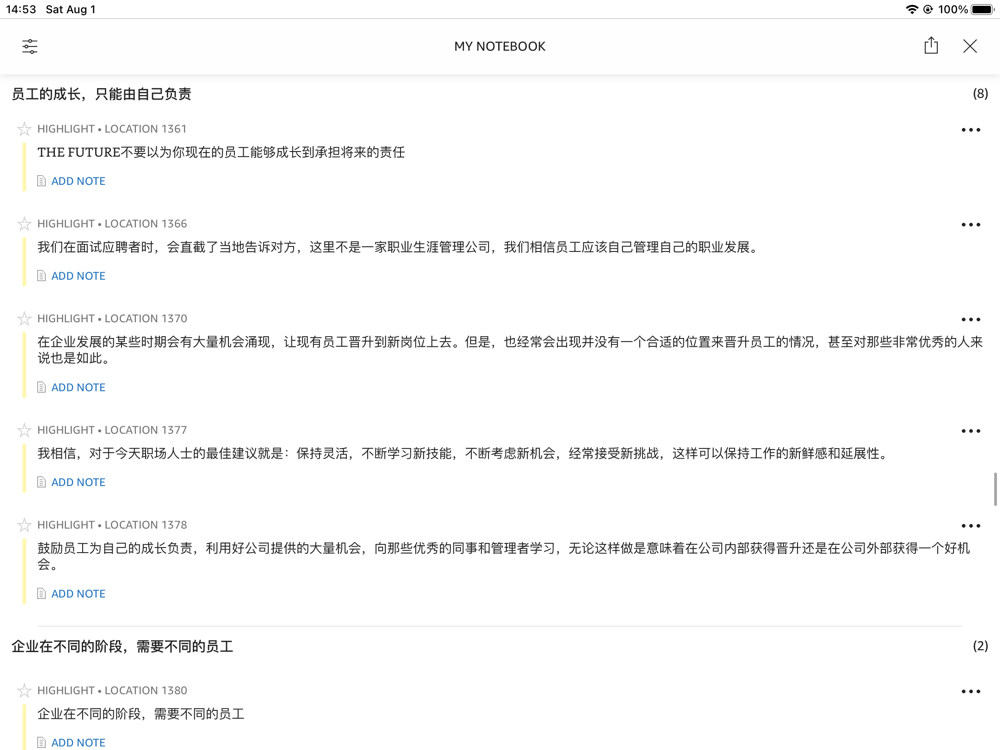 14:53 Sat Aug 1 100%
MY NOTEBOOK
员工的成长，只能由自己负责 (8)
HIGHLIGHT • LOCATION 1361
THE FUTURE不要以为你现在的员工能够成长到承担将来的责任
ADD NOTE
HIGHLIGHT • LOCATION 1366
我们在面试应聘者时，会直截了当地告诉对方，这里不是一家职业生涯管理公司，我们相信员工应该自己管理自己的职业发展。
ADD NOTE
HIGHLIGHT • LOCATION 1370
在企业发展的某些时期会有大量机会涌现，让现有员工晋升到新岗位上去。但是，也经常会出现并没有一个合适的位置来晋升员工的情况，甚至对那些非常优秀的人来
说也是如此。
ADD NOTE
HIGHLIGHT • LOCATION 1377
我相信，对于今天职场人士的最佳建议就是：保持灵活，不断学习新技能，不断考虑新机会，经常接受新挑战，这样可以保持工作的新鲜感和延展性。
ADD NOTE
HIGHLIGHT • LOCATION 1378
鼓励员工为自己的成长负责，利用好公司提供的大量机会，向那些优秀的同事和管理者学习，无论这样做是意味着在公司内部获得晋升还是在公司外部获得一个好机
会。
ADD NOTE
企业在不同的阶段，需要不同的员工 (2)
HIGHLIGHT • LOCATION 1380
企业在不同的阶段，需要不同的员工
ADD NOTE